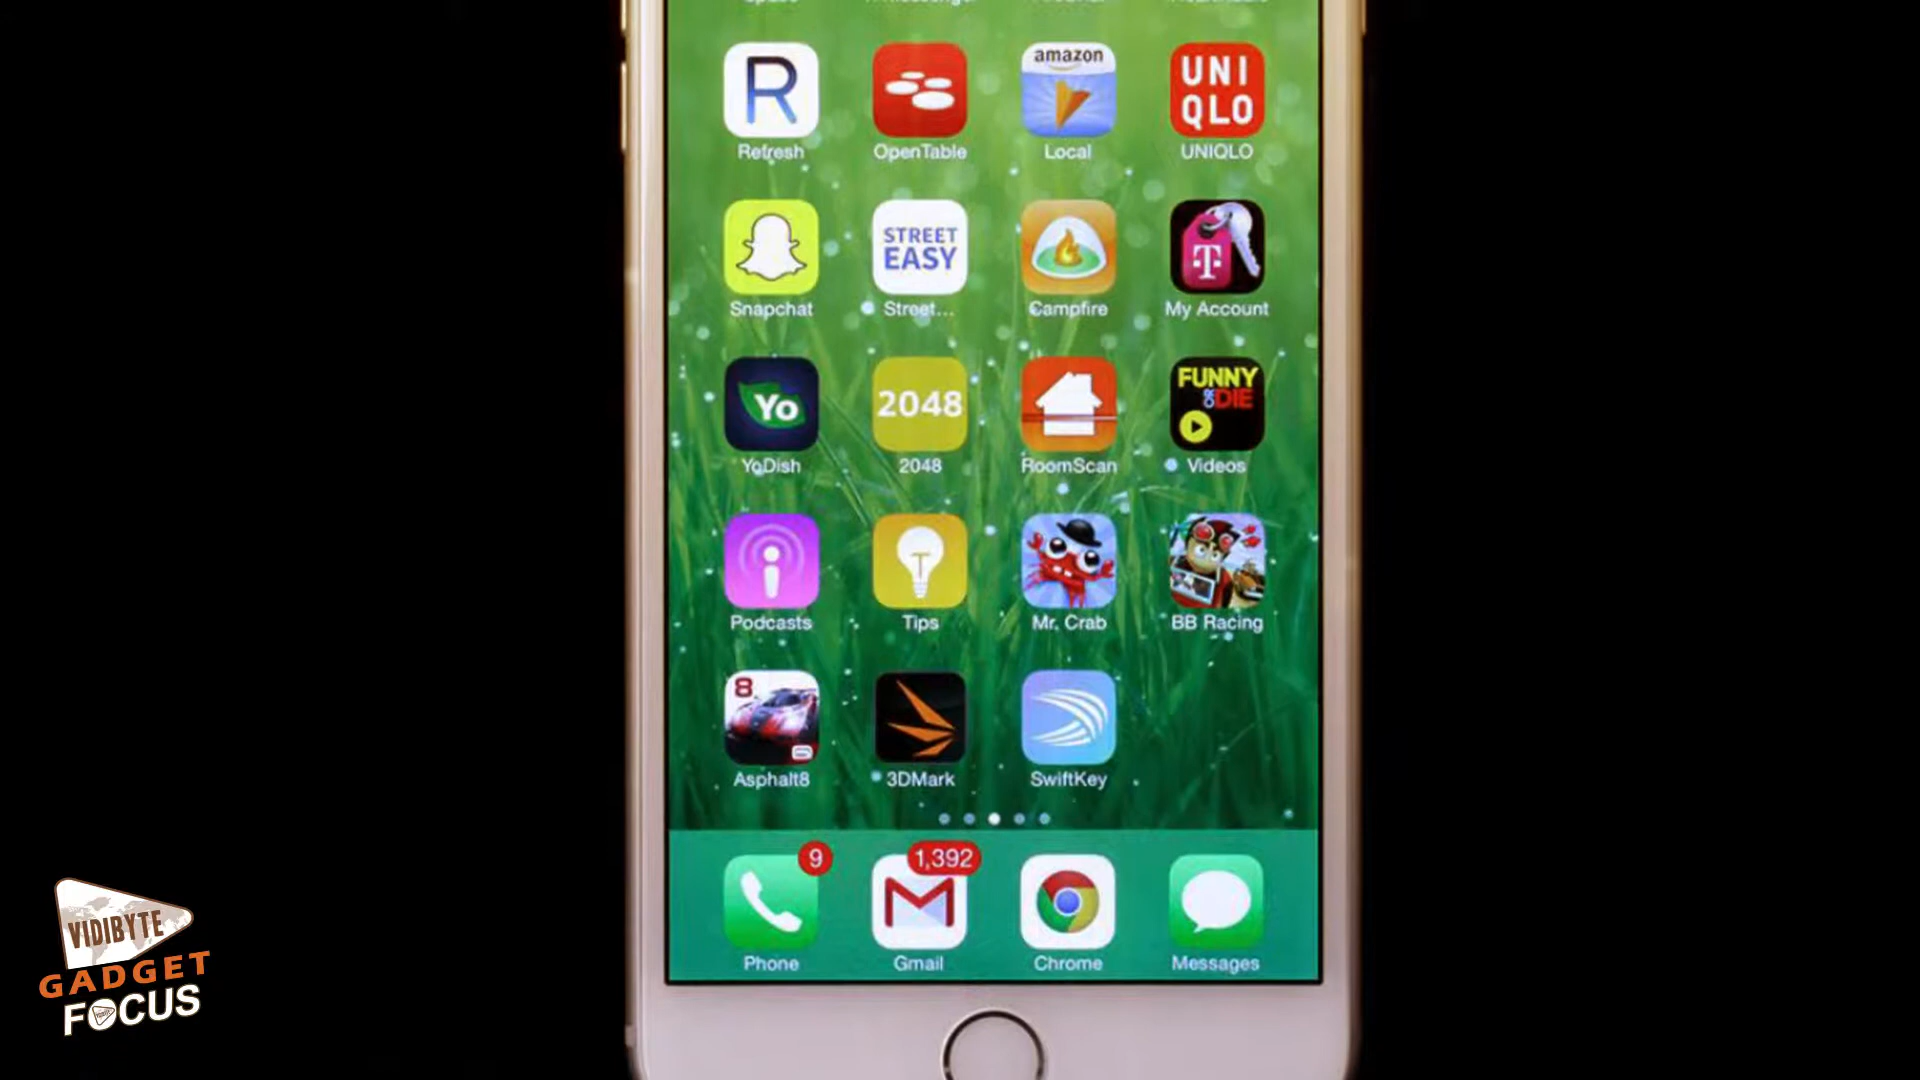 R
amazon
UNI
QLO
Refresh
OpenTable
Local
UNIQLO
STREET
EASY
T
Snapchat
Street...
Campfire
My Account
Yo
2048
FUNNY
OR DIE
YoDish
2048
RoomScan
Videos
Podcasts
Tips
Mr. Crab
BB Racing
8
Asphalt8
3DMark
SwiftKey
9
1,392
Phone
Gmail
Chrome
Messages
VIDIBYTE
GADGET
FOCUS